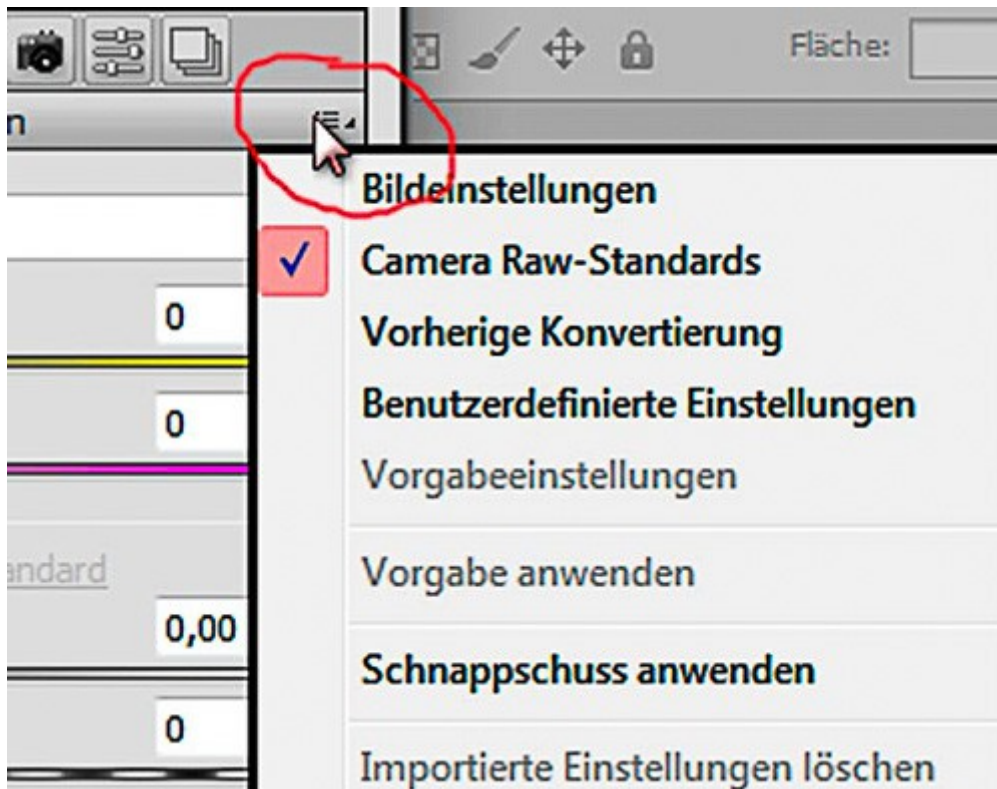 Fläche:
n
Bildeinstellungen
Camera Raw-Standards
0
Vorherige Konvertierung
Benutzerdefinierte Einstellungen
0
Vorgabeeinstellungen
andard
Vorgabe anwenden
0,00
Schnappschuss anwenden
0
Importierte Einstellungen löschen